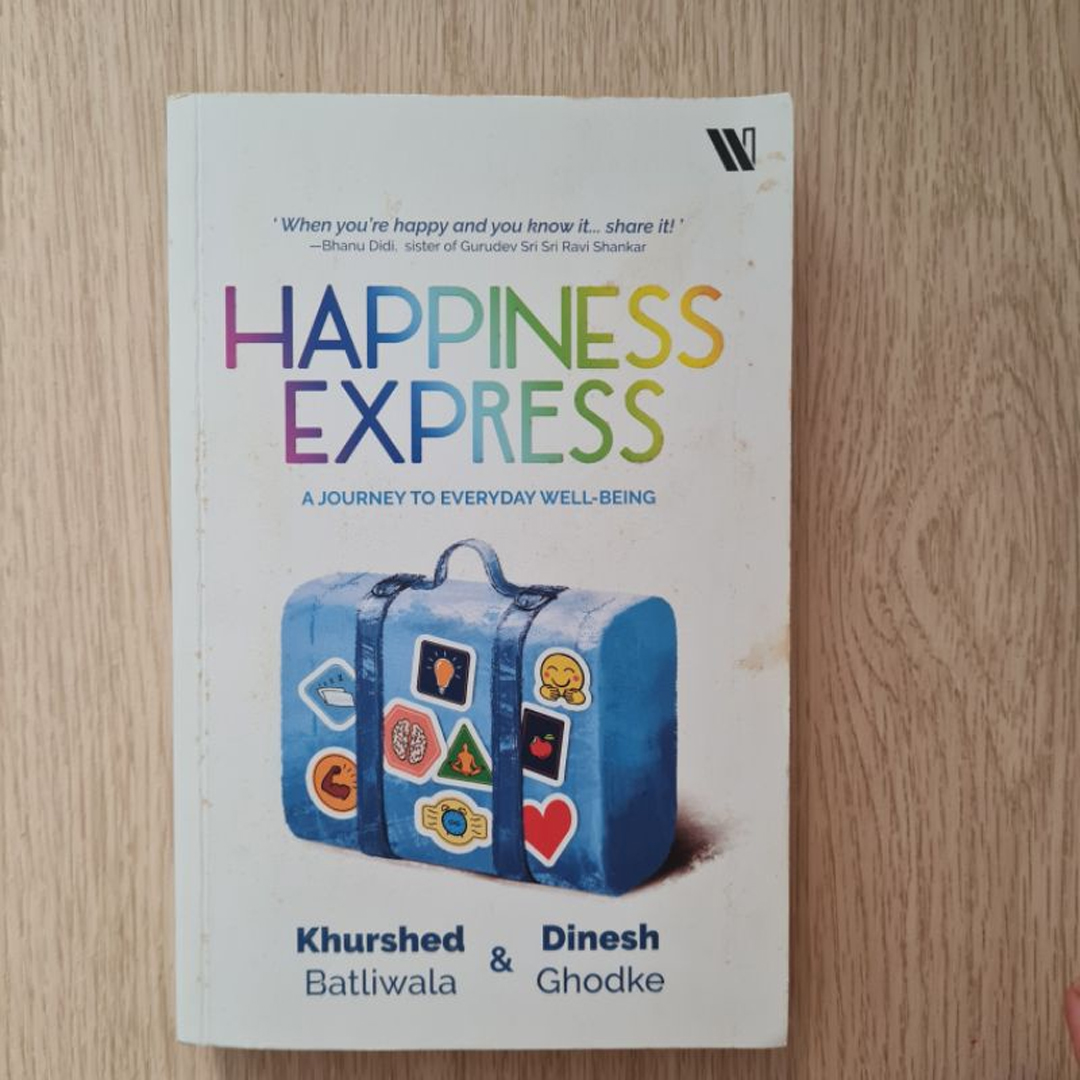 ‘ When you're happy and you know it... share it! ’
—Bhanu Didi, sister of Gurudev Sri Sri Ravi Shankar
HAPPINESS
EXPRESS
A JOURNEY TO EVERYDAY WELL-BEING
Khurshed
Batliwala
&
Dinesh
Ghodke